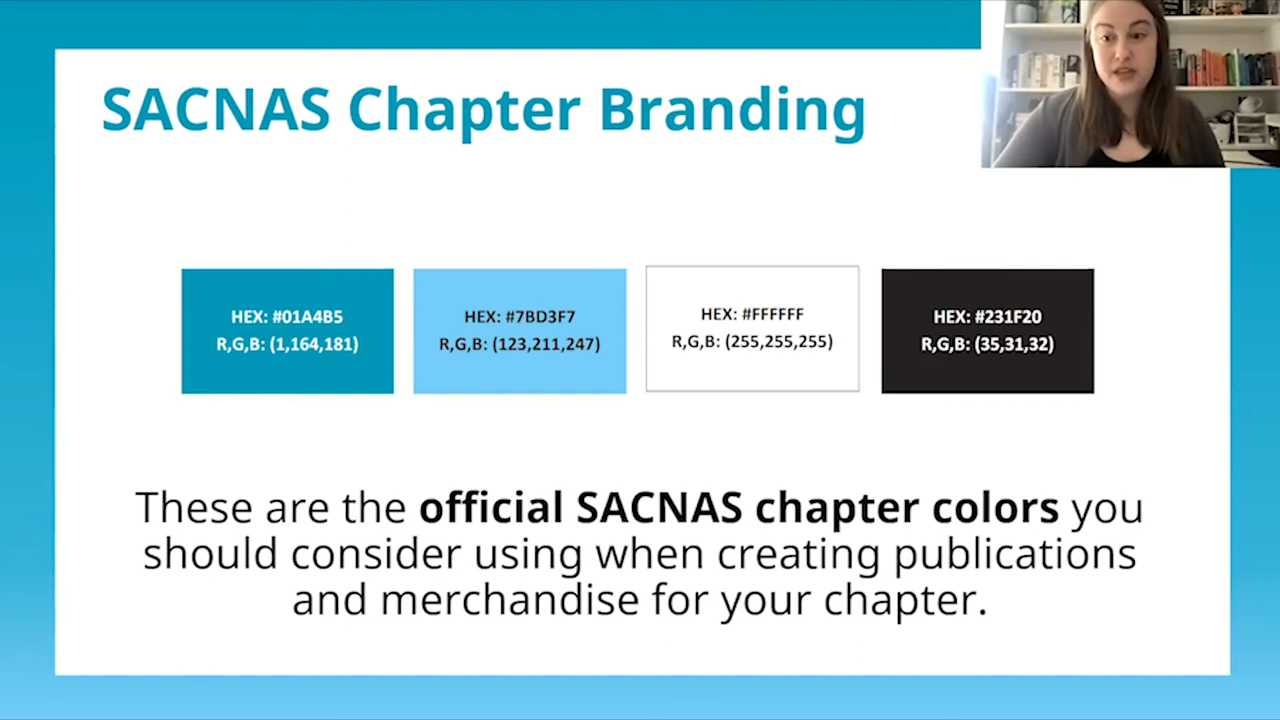 SACNAS Chapter Branding
HEX: #01A4B5
R,G,B: (1,164,181)
HEX: #7BD3F7
R,G,B: (123,211,247)
HEX: #FFFFFF
R,G,B: (255,255,255)
HEX: #231F20
R,G,B: (35,31,32)
These are the official SACNAS chapter colors you
should consider using when creating publications
and merchandise for your chapter.